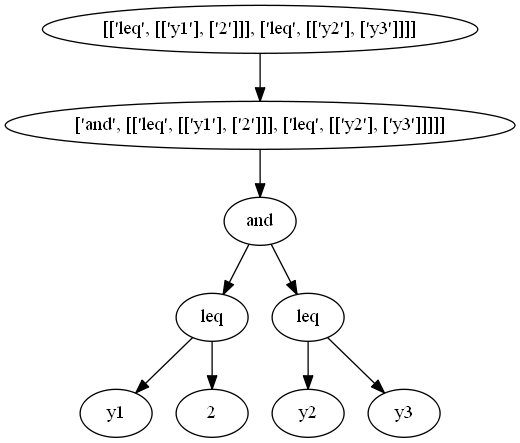 [['leq', [['y1'], ['2']]], ['leq', [['y2'], ['y3']]]]
['and', [['leq', [['y1'], ['2']]], ['leq', [['y2'], ['y3']]]]]
and
leq leq
y1 2 y2 y3